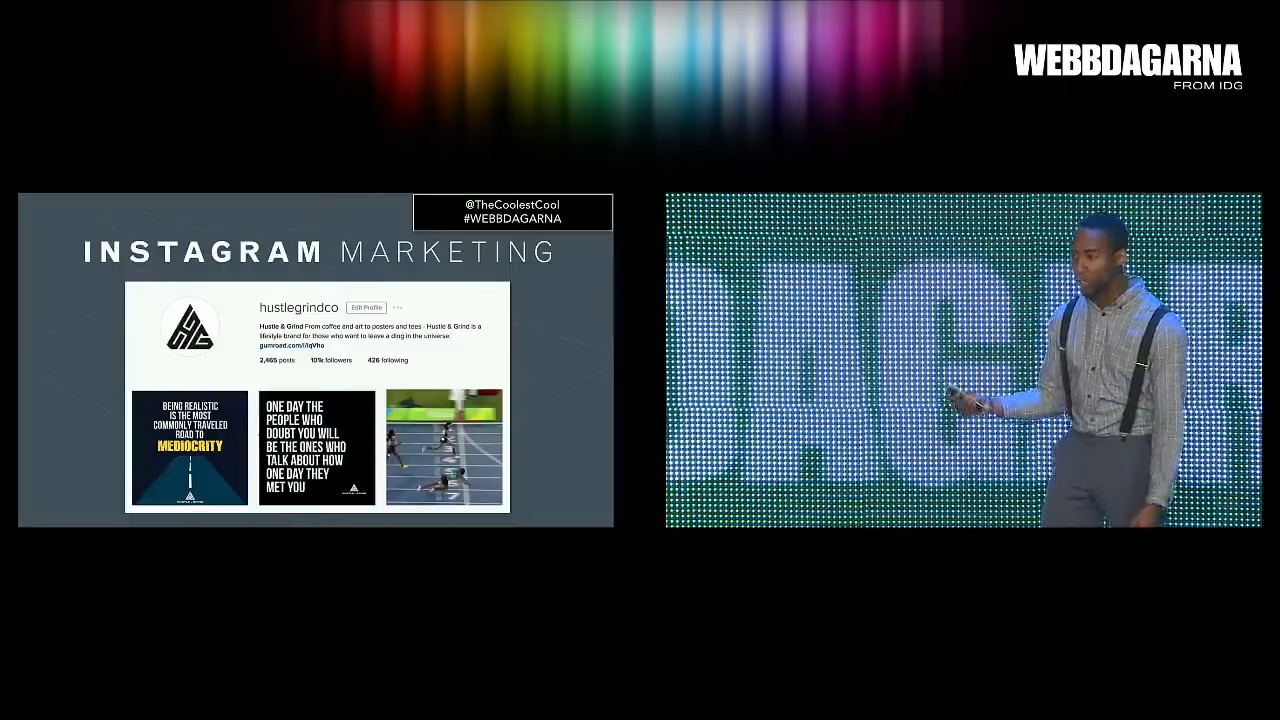 WEBBDAGARNA
FROM IDG
@TheCoolestCool
#WEBBDAGARNA
INSTAGRAM MARKETING
hustlegrindco Edit Profile
Hustle & Grind From coffee and art to posters and tees - Hustle & Grind is a
lifestyle brand for those who want to leave a ding in the universe.
2,465 posts 101k followers 426 following
BEING REALISTIC
IS THE MOST
COMMONLY TRAVELED
ROAD TO
MEDIOCRITY
ONE DAY THE
PEOPLE WHO
DOUBT YOU WILL
BE THE ONES WHO
TALK ABOUT HOW
ONE DAY THEY
MET YOU
DAGAR